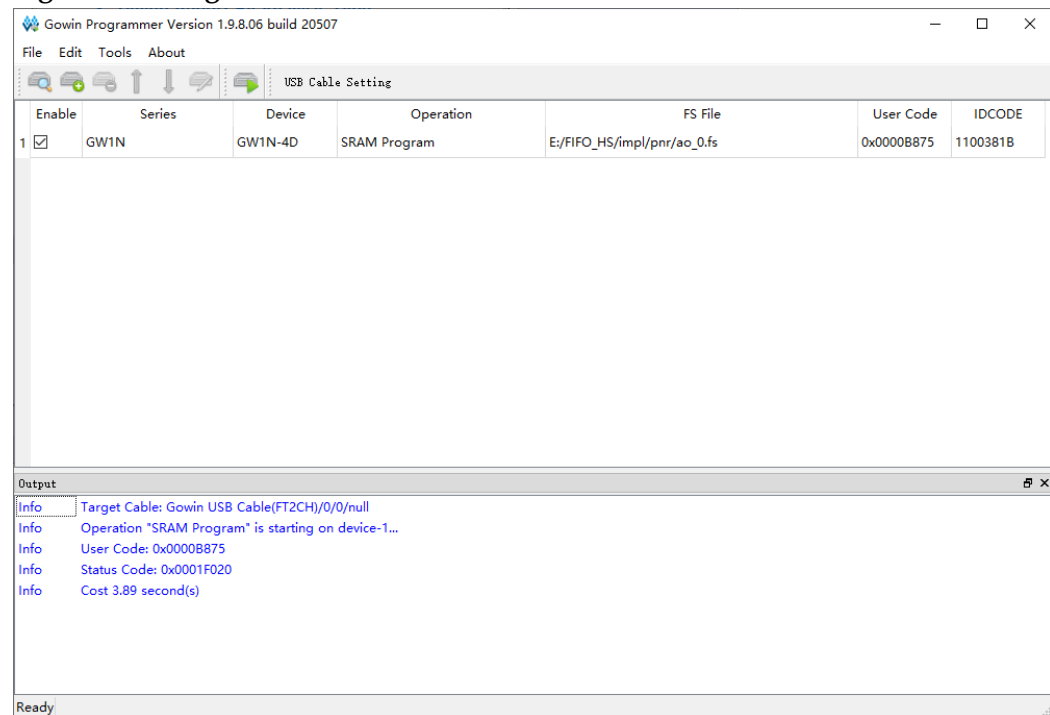 Gowin Programmer Version 1.9.8.06 build 20507
File Edit Tools About
USB Cable Setting
Enable Series Device Operation FS File User Code IDCODE
1 GW1N GW1N-4D SRAM Program E:/FIFO_HS/impl/pnr/ao_0.fs 0x0000B875 1100381B
Output
Info Target Cable: Gowin USB Cable(FT2CH)/0/0/null
Info Operation "SRAM Program" is starting on device-1...
Info User Code: 0x0000B875
Info Status Code: 0x0001F020
Info Cost 3.89 second(s)
Ready